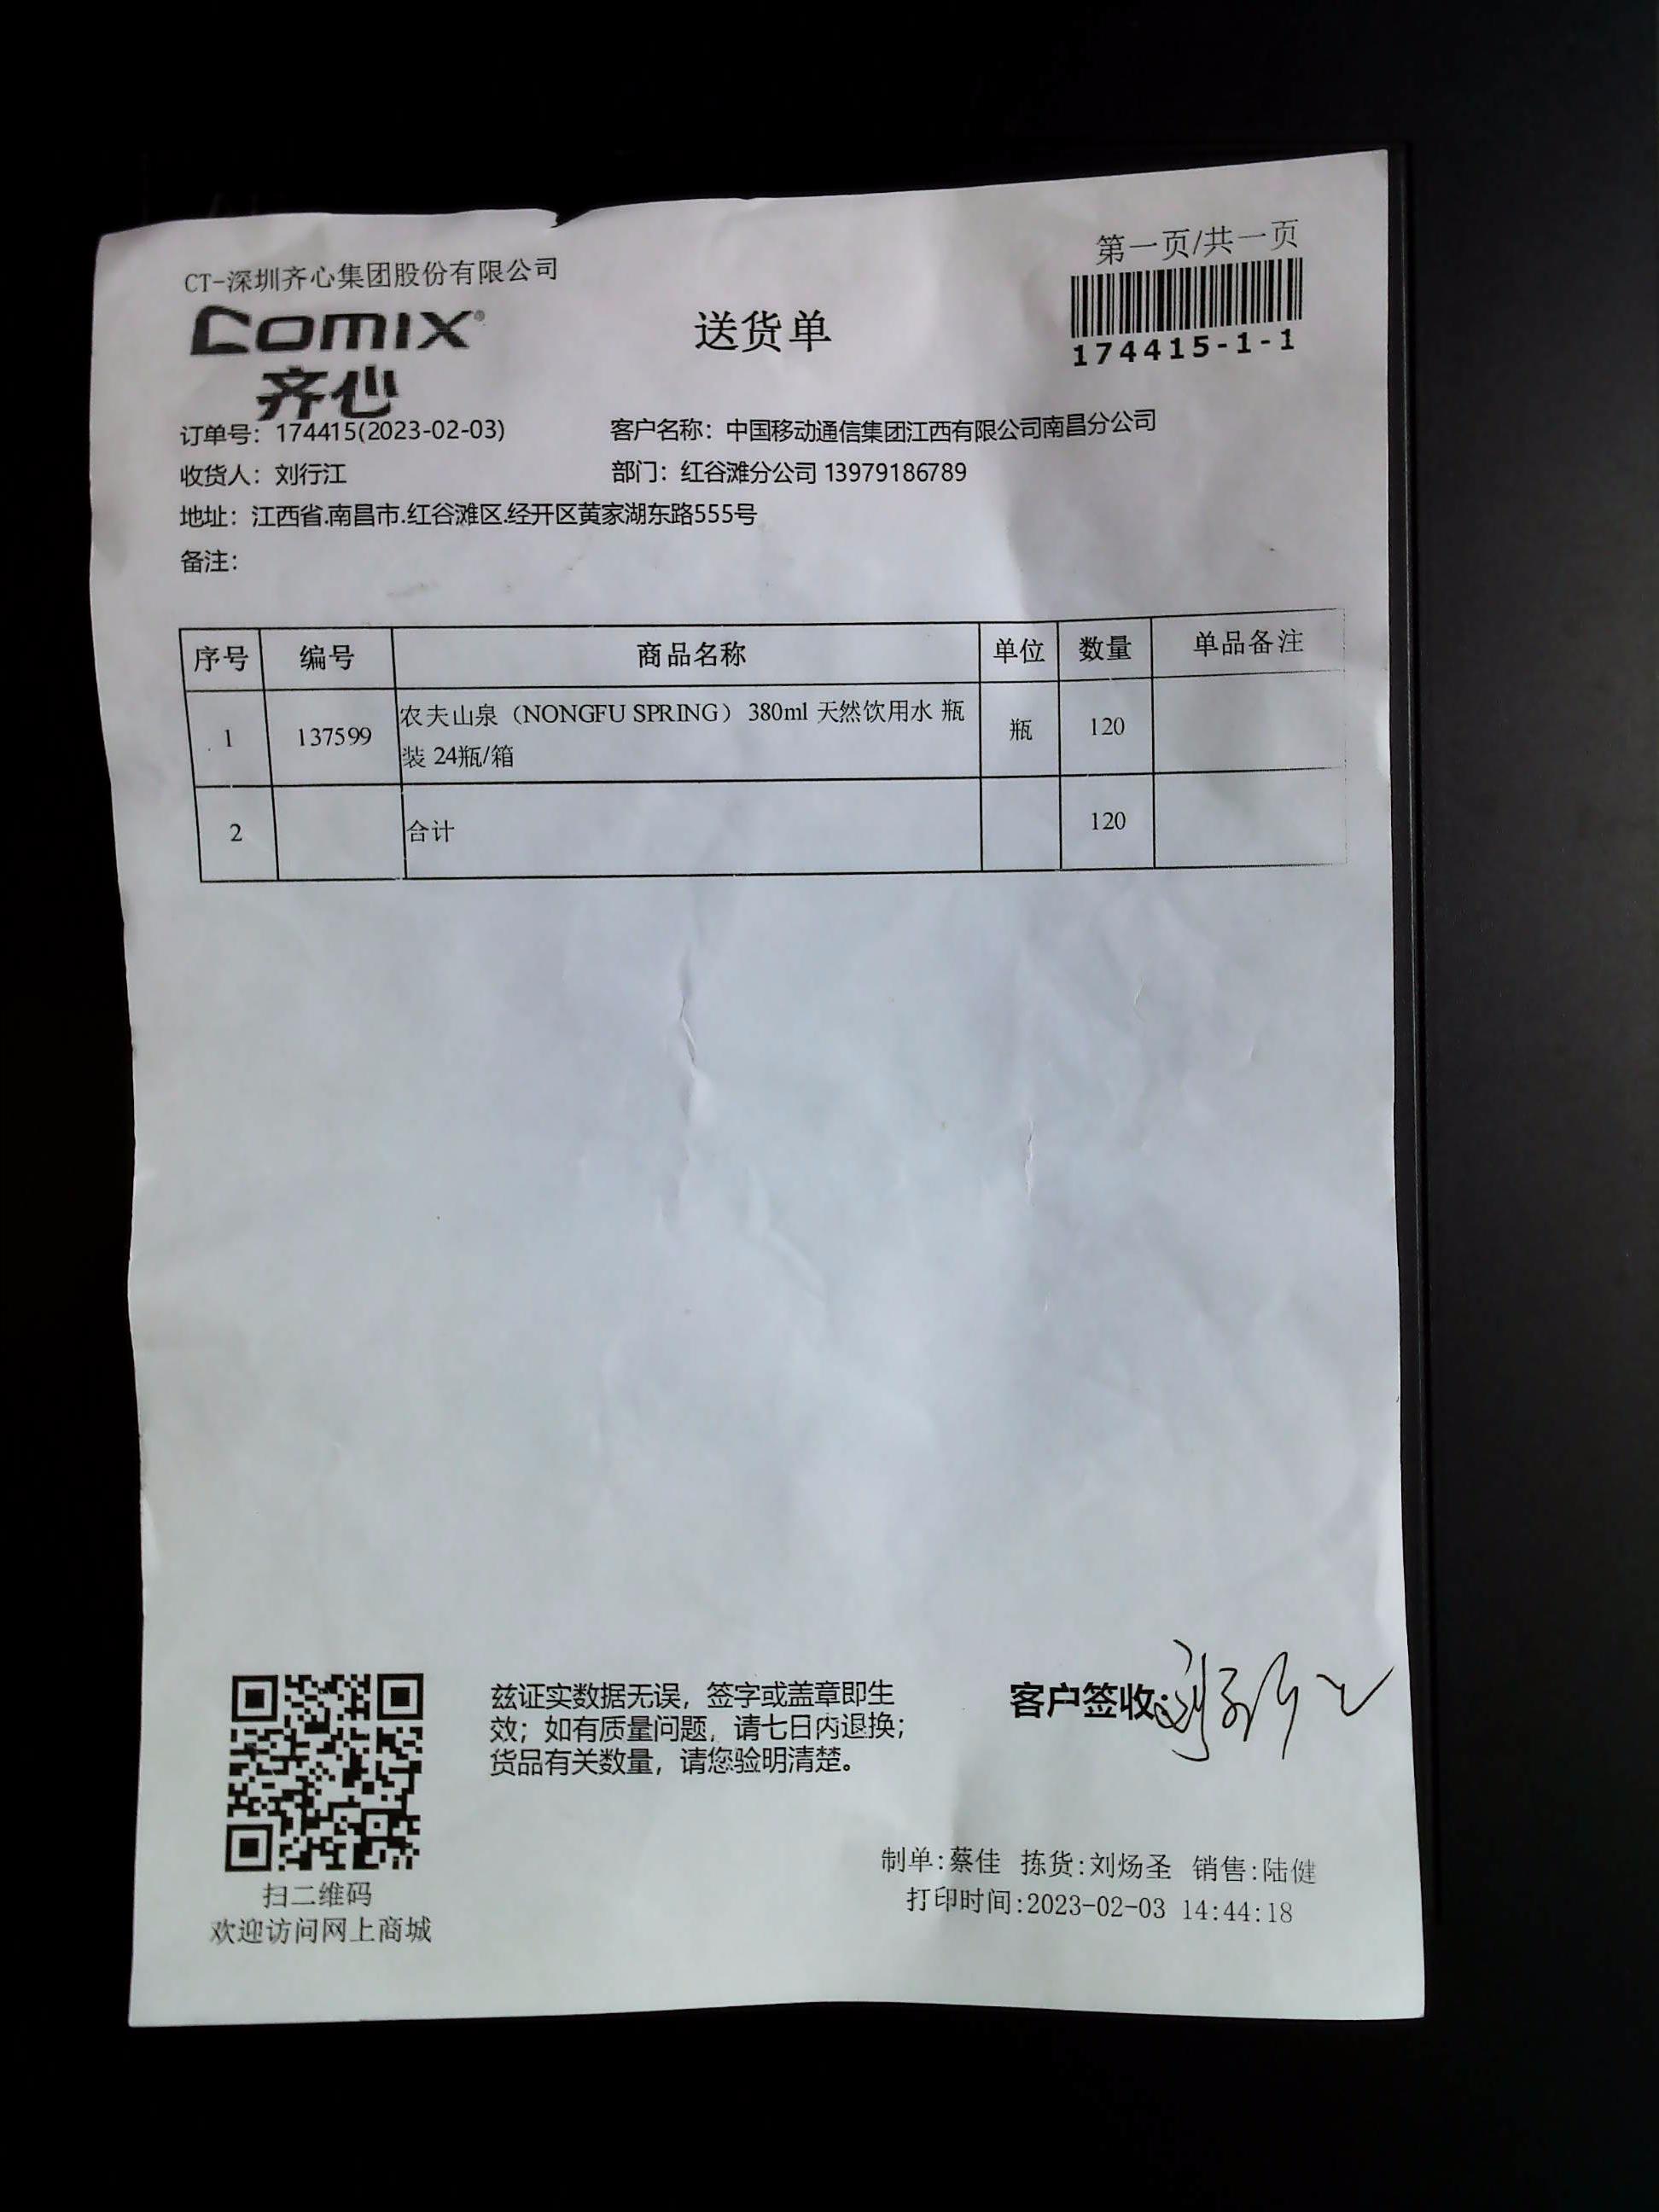 第一页/共一页
CT-深圳齐心集团股份有限公司
COMIX®
齐心
送货单
174415-1-1
订单号：174415(2023-02-03) 客户名称：中国移动通信集团江西有限公司南昌分公司
收货人：刘行江 部门：红谷滩分公司 13979186789
地址：江西省.南昌市.红谷滩区.经开区黄家湖东路555号
备注：
序号 编号 商品名称 单位 数量 单品备注
1 137599 农夫山泉（NONGFU SPRING） 380ml 天然饮用水 瓶 瓶 120
装 24瓶/箱
2 合计 120
兹证实数据无误，签字或盖章即生
效；如有质量问题，请七日内退换；
货品有关数量，请您验明清楚。
客户签收:
扫二维码
欢迎访问网上商城
制单:蔡佳 拣货:刘炀圣 销售:陆健
打印时间:2023-02-03 14:44:18